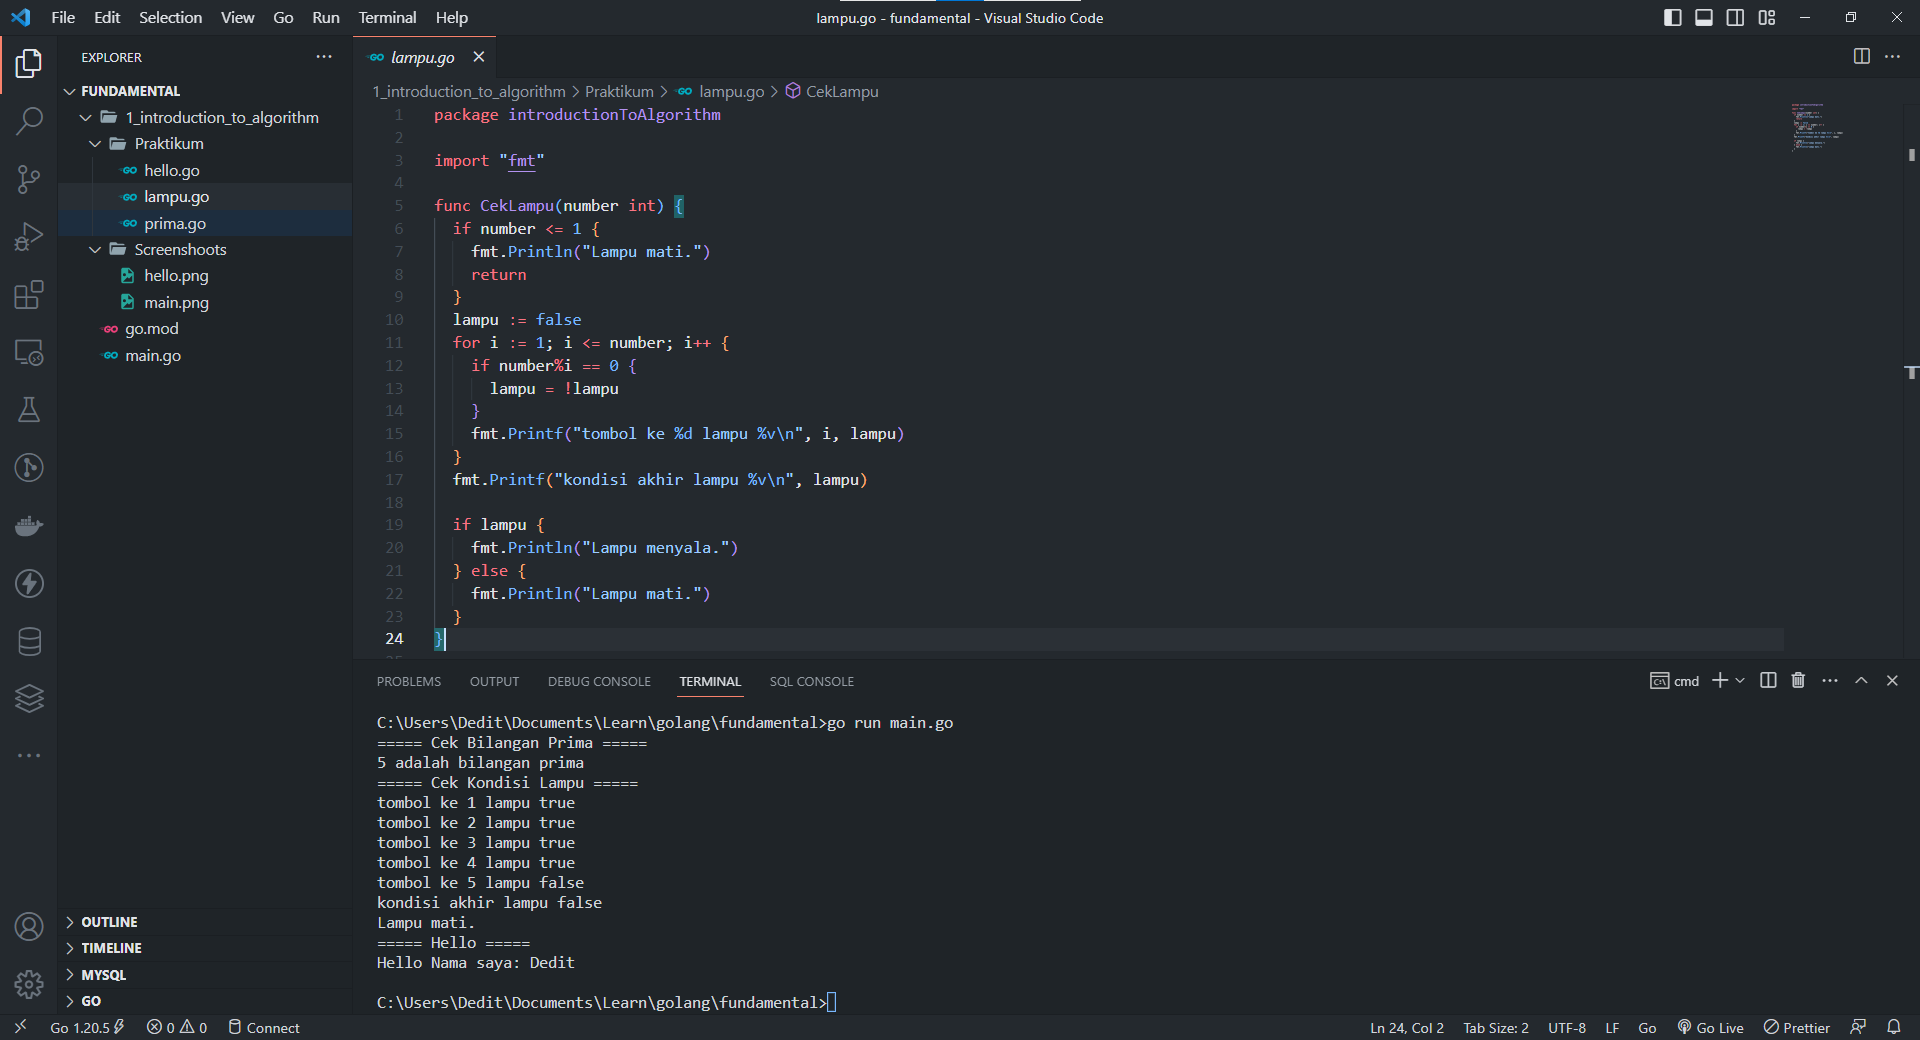 File Edit Selection View Go Run Terminal Help
lampu.go - fundamental - Visual Studio Code
EXPLORER
FUNDAMENTAL
1_introduction_to_algorithm
Praktikum
hello.go
lampu.go
prima.go
Screenshoots
hello.png
main.png
go.mod
main.go
OUTLINE
TIMELINE
MYSQL
GO
lampu.go
1_introduction_to_algorithm > Praktikum > lampu.go > CekLampu
1 package introductionToAlgorithm
2
3 import "fmt"
4
5 func CekLampu(number int) {
6 if number <= 1 {
7 fmt.Println("Lampu mati.")
8 return
9 }
10 lampu := false
11 for i := 1; i <= number; i++ {
12 if number%i == 0 {
13 lampu = !lampu
14 }
15 fmt.Printf("tombol ke %d lampu %v\n", i, lampu)
16 }
17 fmt.Printf("kondisi akhir lampu %v\n", lampu)
18
19 if lampu {
20 fmt.Println("Lampu menyala.")
21 } else {
22 fmt.Println("Lampu mati.")
23 }
24 }
PROBLEMS OUTPUT DEBUG CONSOLE TERMINAL SQL CONSOLE
cmd
C:\Users\Dedit\Documents\Learn\golang\fundamental>go run main.go
===== Cek Bilangan Prima =====
5 adalah bilangan prima
===== Cek Kondisi Lampu =====
tombol ke 1 lampu true
tombol ke 2 lampu true
tombol ke 3 lampu true
tombol ke 4 lampu true
tombol ke 5 lampu false
kondisi akhir lampu false
Lampu mati.
===== Hello =====
Hello Nama saya: Dedit
C:\Users\Dedit\Documents\Learn\golang\fundamental>
Go 1.20.5 0 0 Connect
Ln 24, Col 2 Tab Size: 2 UTF-8 LF Go Go Live Prettier